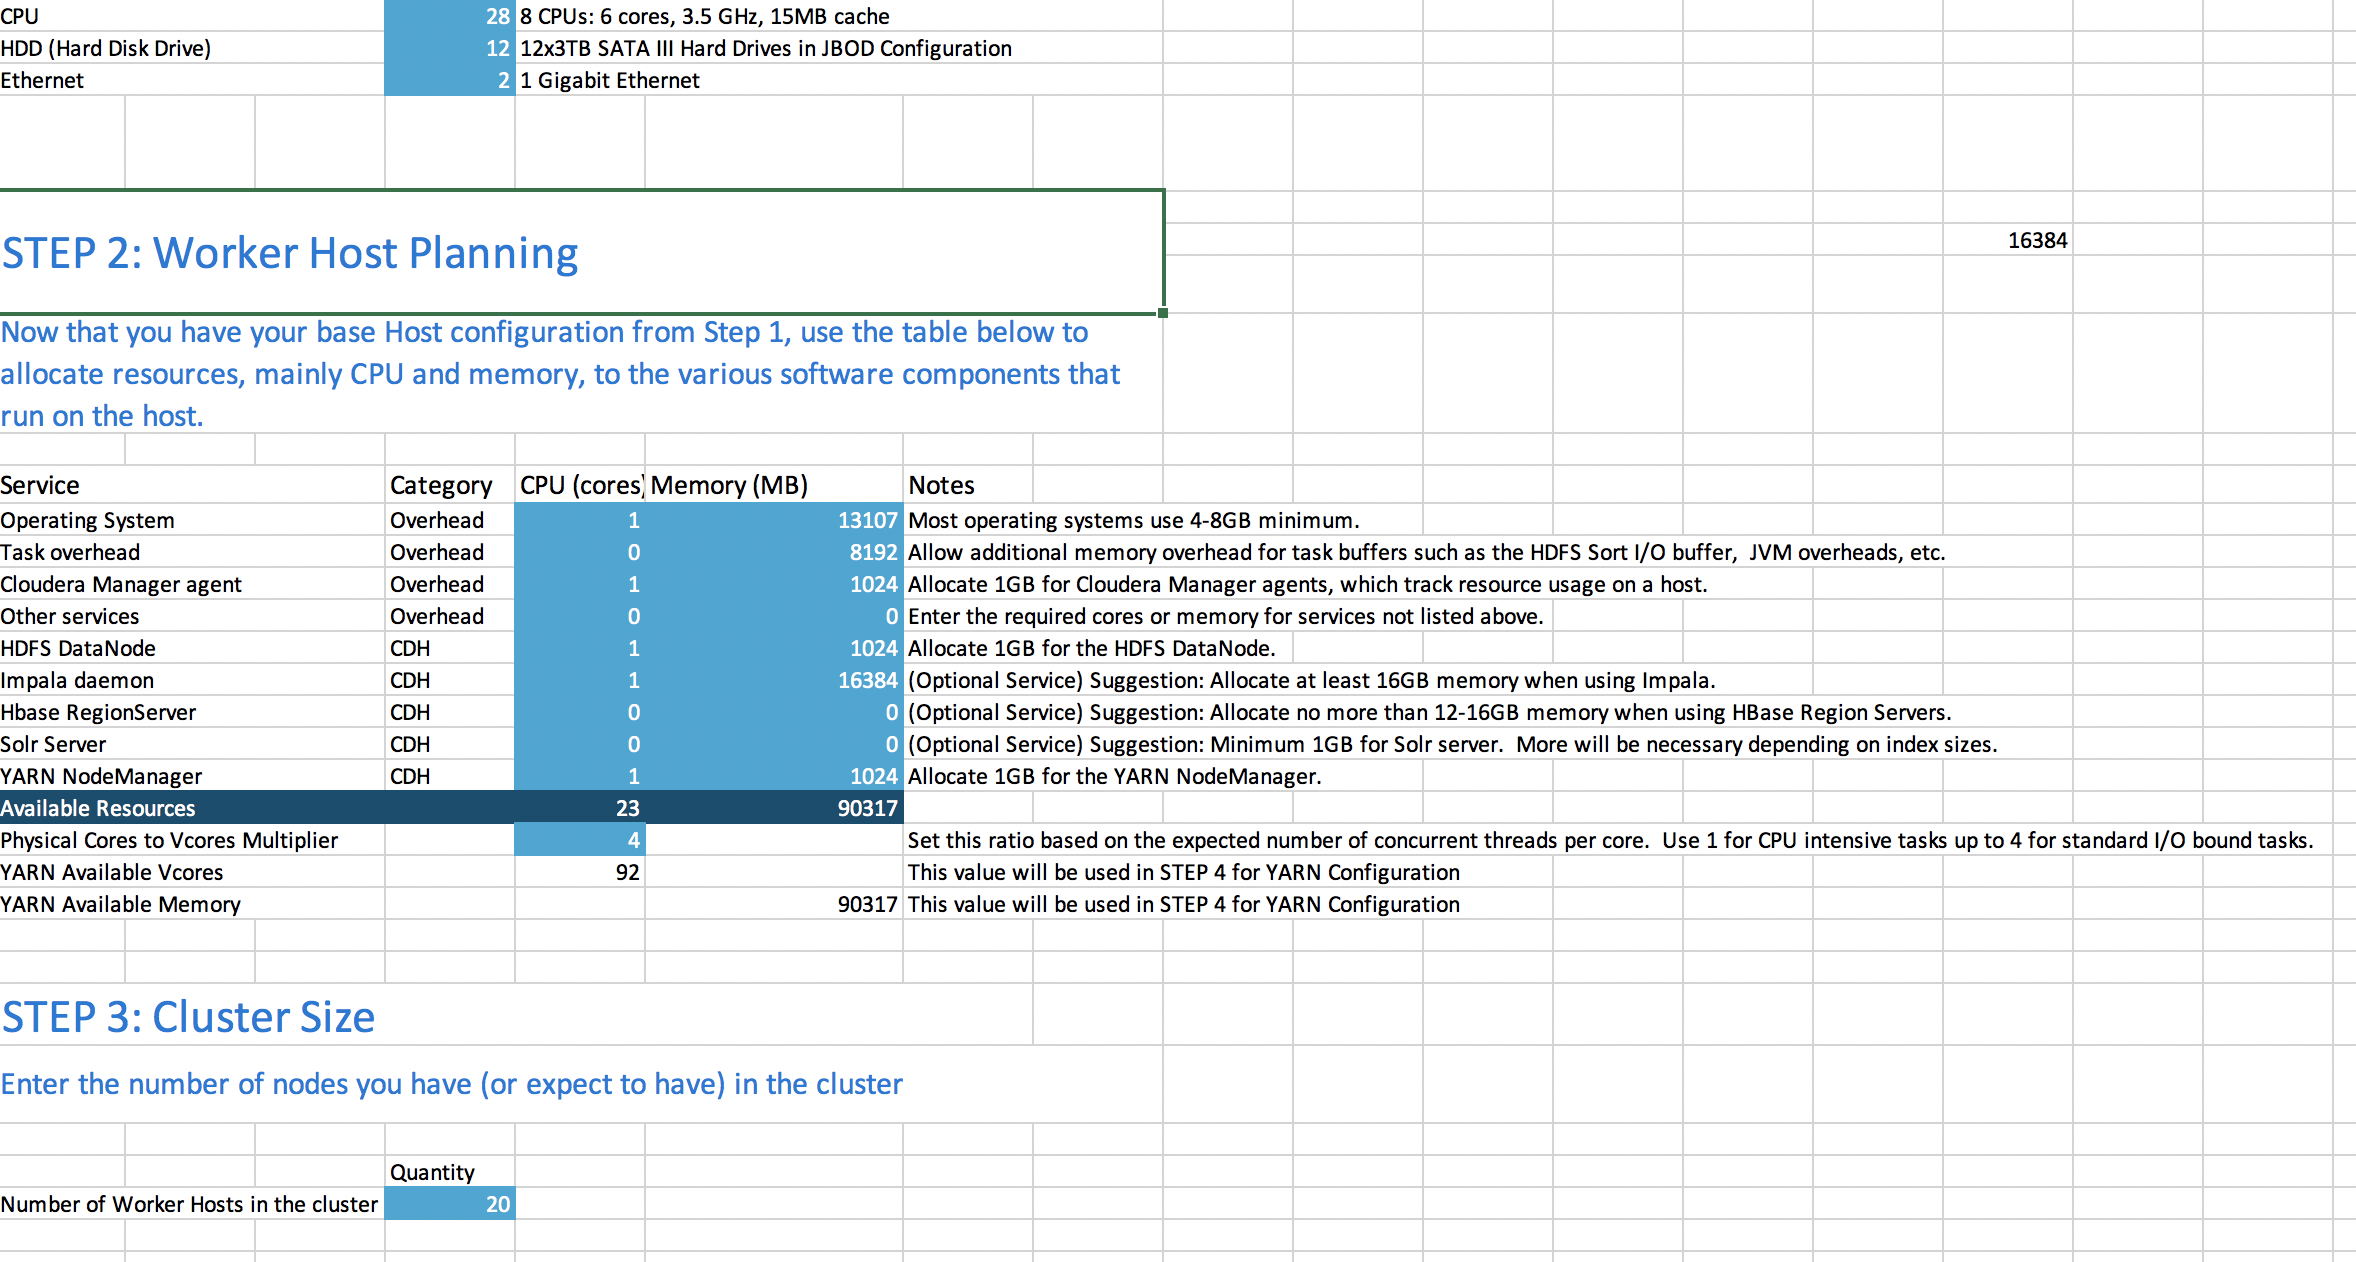 CPU 28 8 CPUs: 6 cores, 3.5 GHz, 15MB cache
HDD (Hard Disk Drive) 12 12x3TB SATA III Hard Drives in JBOD Configuration
Ethernet 2 1 Gigabit Ethernet
STEP 2: Worker Host Planning 16384
Now that you have your base Host configuration from Step 1, use the table below to
allocate resources, mainly CPU and memory, to the various software components that
run on the host.
Service Category CPU (cores) Memory (MB) Notes
Operating System Overhead 1 13107 Most operating systems use 4-8GB minimum.
Task overhead Overhead 0 8192 Allow additional memory overhead for task buffers such as the HDFS Sort I/O buffer, JVM overheads, etc.
Cloudera Manager agent Overhead 1 1024 Allocate 1GB for Cloudera Manager agents, which track resource usage on a host.
Other services Overhead 0 0 Enter the required cores or memory for services not listed above.
HDFS DataNode CDH 1 1024 Allocate 1GB for the HDFS DataNode.
Impala daemon CDH 1 16384 (Optional Service) Suggestion: Allocate at least 16GB memory when using Impala.
Hbase RegionServer CDH 0 0 (Optional Service) Suggestion: Allocate no more than 12-16GB memory when using HBase Region Servers.
Solr Server CDH 0 0 (Optional Service) Suggestion: Minimum 1GB for Solr server. More will be necessary depending on index sizes.
YARN NodeManager CDH 1 1024 Allocate 1GB for the YARN NodeManager.
Available Resources 23 90317
Physical Cores to Vcores Multiplier 4 Set this ratio based on the expected number of concurrent threads per core. Use 1 for CPU intensive tasks up to 4 for standard I/O bound tasks.
YARN Available Vcores 92 This value will be used in STEP 4 for YARN Configuration
YARN Available Memory 90317 This value will be used in STEP 4 for YARN Configuration
STEP 3: Cluster Size
Enter the number of nodes you have (or expect to have) in the cluster
Quantity
Number of Worker Hosts in the cluster 20